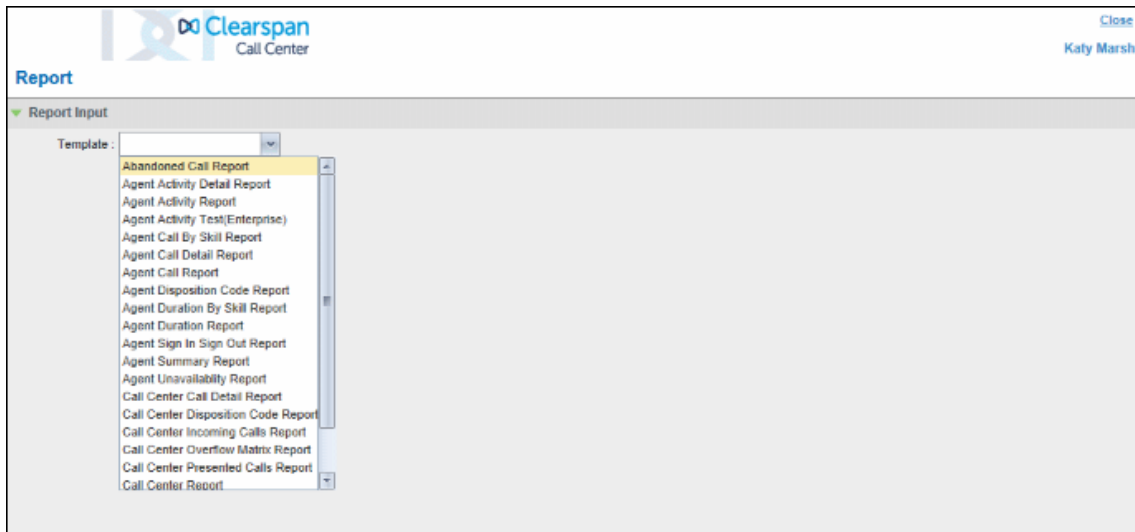 Clearspan
Call Center
Close
Katy Marsh
Report
Report Input
Template :
Abandoned Call Report
Agent Activity Detail Report
Agent Activity Report
Agent Activity Test(Enterprise)
Agent Call By Skill Report
Agent Call Detail Report
Agent Call Report
Agent Disposition Code Report
Agent Duration By Skill Report
Agent Duration Report
Agent Sign In Sign Out Report
Agent Summary Report
Agent Unavailablity Report
Call Center Call Detail Report
Call Center Disposition Code Report
Call Center Incoming Calls Report
Call Center Overflow Matrix Report
Call Center Presented Calls Report
Call Center Report